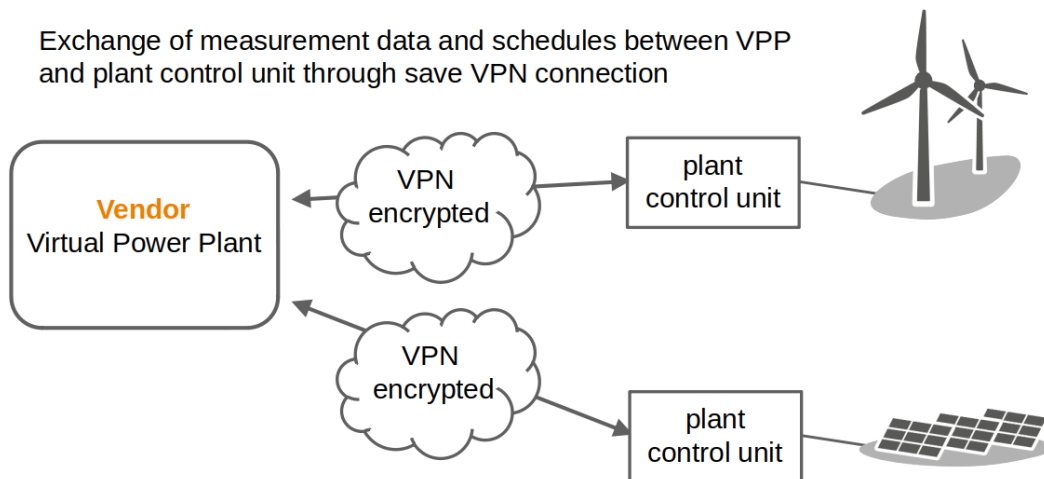 Exchange of measurement data and schedules between VPP
and plant control unit through save VPN connection
Vendor
Virtual Power Plant
VPN
encrypted
plant
control unit
VPN
encrypted
plant
control unit